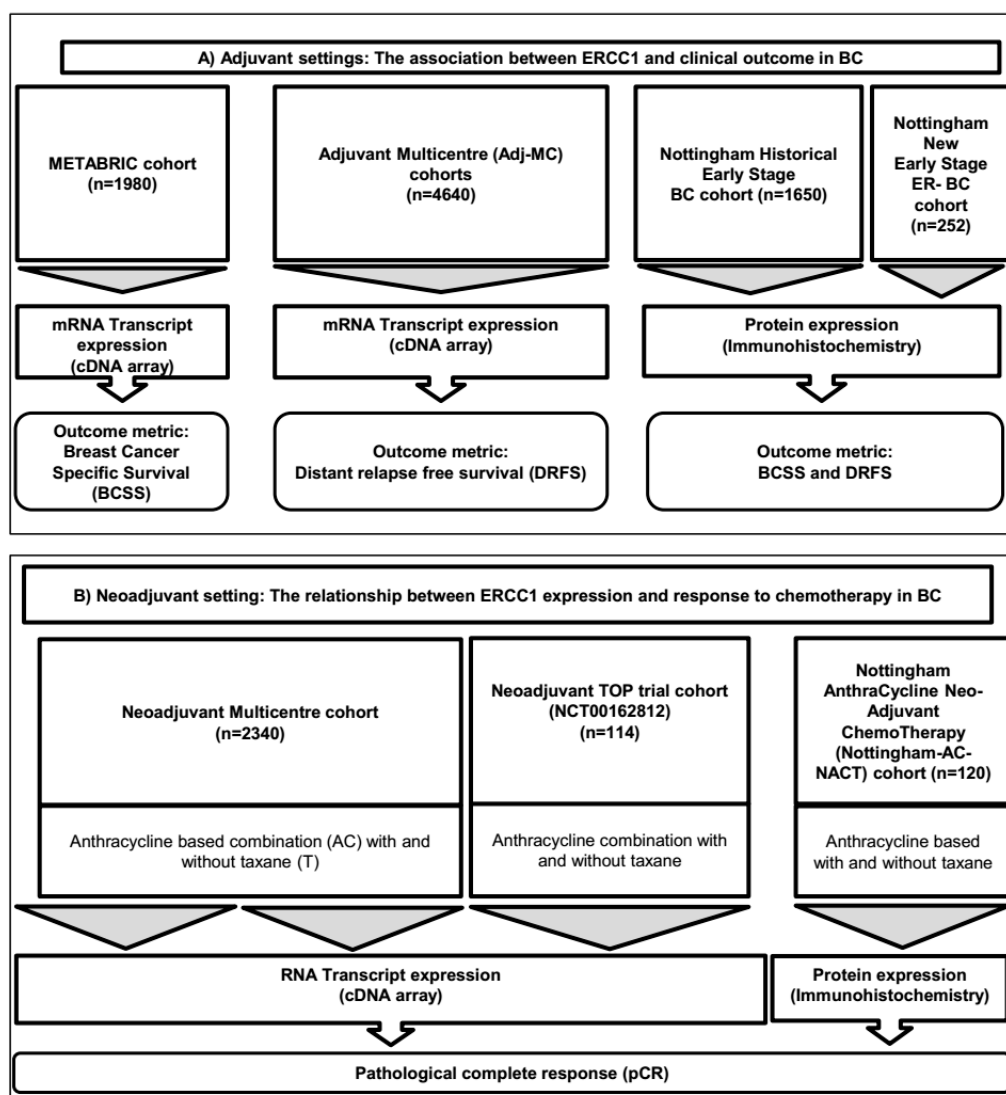 A) Adjuvant settings: The association between ERCC1 and clinical outcome in BC
METABRIC cohort
(n=1980)
Adjuvant Multicentre (Adj-MC)
cohorts
(n=4640)
Nottingham Historical
Early Stage
BC cohort (n=1650)
Nottingham
New
Early Stage
ER- BC
cohort
(n=252)
mRNA Transcript
expression
(cDNA array)
mRNA Transcript expression
(cDNA array)
Protein expression
(Immunohistochemistry)
Outcome metric:
Breast Cancer
Specific Survival
(BCSS)
Outcome metric:
Distant relapse free survival (DRFS)
Outcome metric:
BCSS and DRFS
B) Neoadjuvant setting: The relationship between ERCC1 expression and response to chemotherapy in BC
Neoadjuvant Multicentre cohort
(n=2340)
Neoadjuvant TOP trial cohort
(NCT00162812)
(n=114)
Nottingham
AnthraCycline Neo-
Adjuvant
ChemoTherapy
(Nottingham-AC-
NACT) cohort (n=120)
Anthracycline based combination (AC) with and
without taxane (T)
Anthracycline combination with
and without taxane
Anthracycline based
with and without taxane
RNA Transcript expression
(cDNA array)
Protein expression
(Immunohistochemistry)
Pathological complete response (pCR)